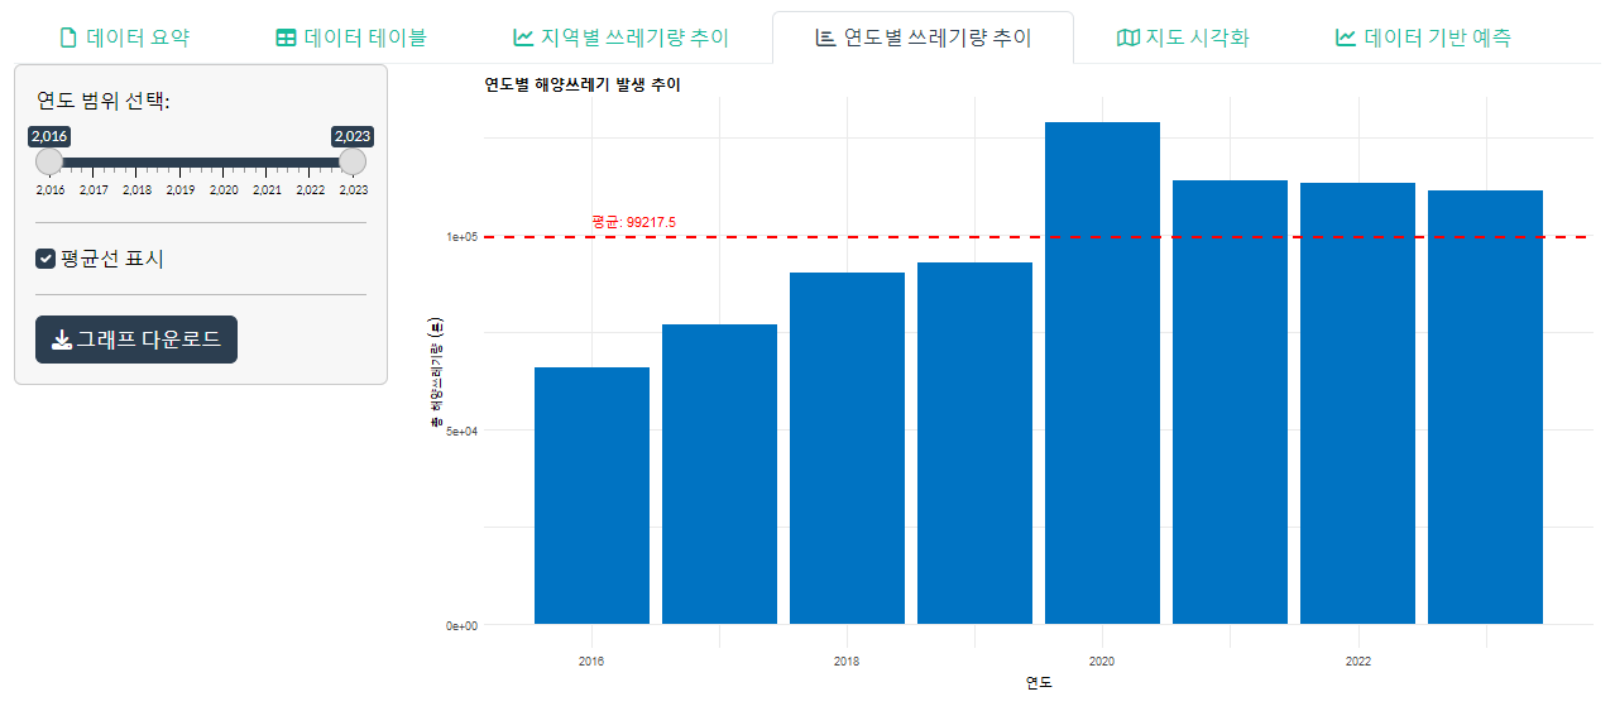 데이터 요약
데이터 테이블
지역별 쓰레기량 추이
연도별 쓰레기량 추이
지도 시각화
데이터 기반 예측
연도 범위 선택:
2,016
2,023
2,016 2,017 2,018 2,019 2,020 2,021 2,022 2,023
평균선 표시
그래프 다운로드
연도별 해양쓰레기 발생 추이
평균: 99217.5
1e+05
5e+04
0e+00
총 해양쓰레기량 (톤)
2016 2018 2020 2022
연도